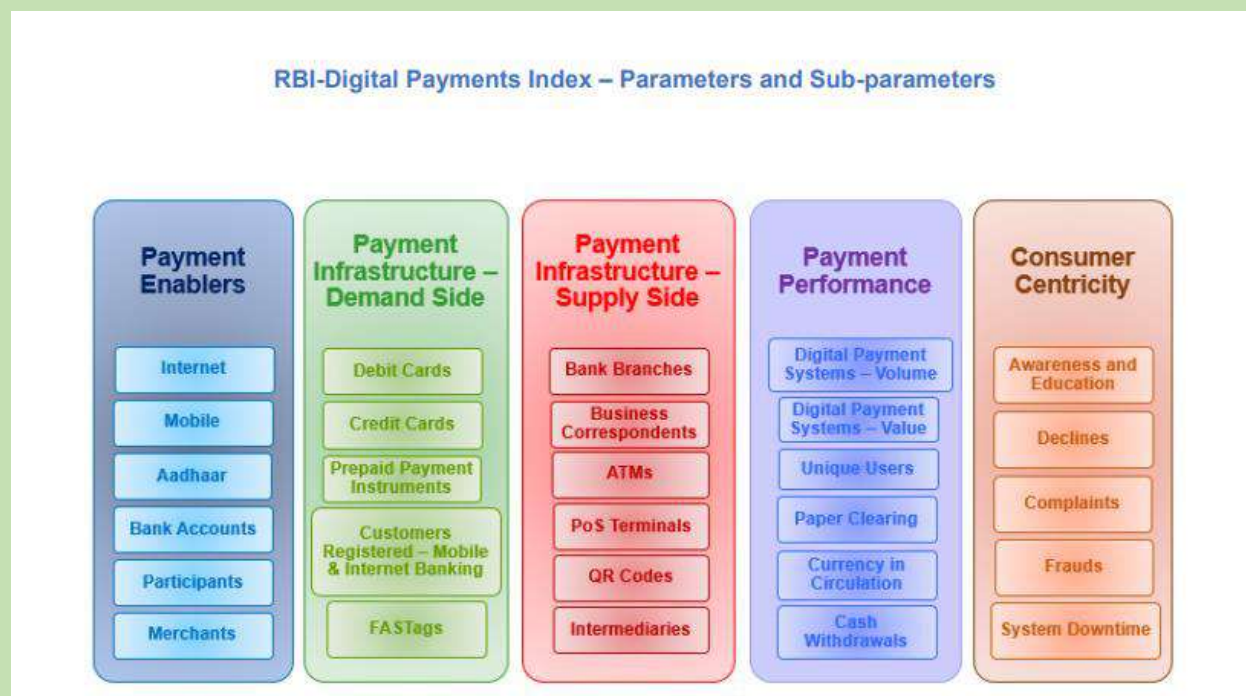 RBI-Digital Payments Index – Parameters and Sub-parameters
Payment
Enablers
Internet
Mobile
Aadhaar
Bank Accounts
Participants
Merchants
Payment
Infrastructure –
Demand Side
Debit Cards
Credit Cards
Prepaid Payment
Instruments
Customers
Registered – Mobile
& Internet Banking
FASTags
Payment
Infrastructure –
Supply Side
Bank Branches
Business
Correspondents
ATMs
PoS Terminals
QR Codes
Intermediaries
Payment
Performance
Digital Payment
Systems – Volume
Digital Payment
Systems – Value
Unique Users
Paper Clearing
Currency in
Circulation
Cash
Withdrawals
Consumer
Centricity
Awareness and
Education
Declines
Complaints
Frauds
System Downtime